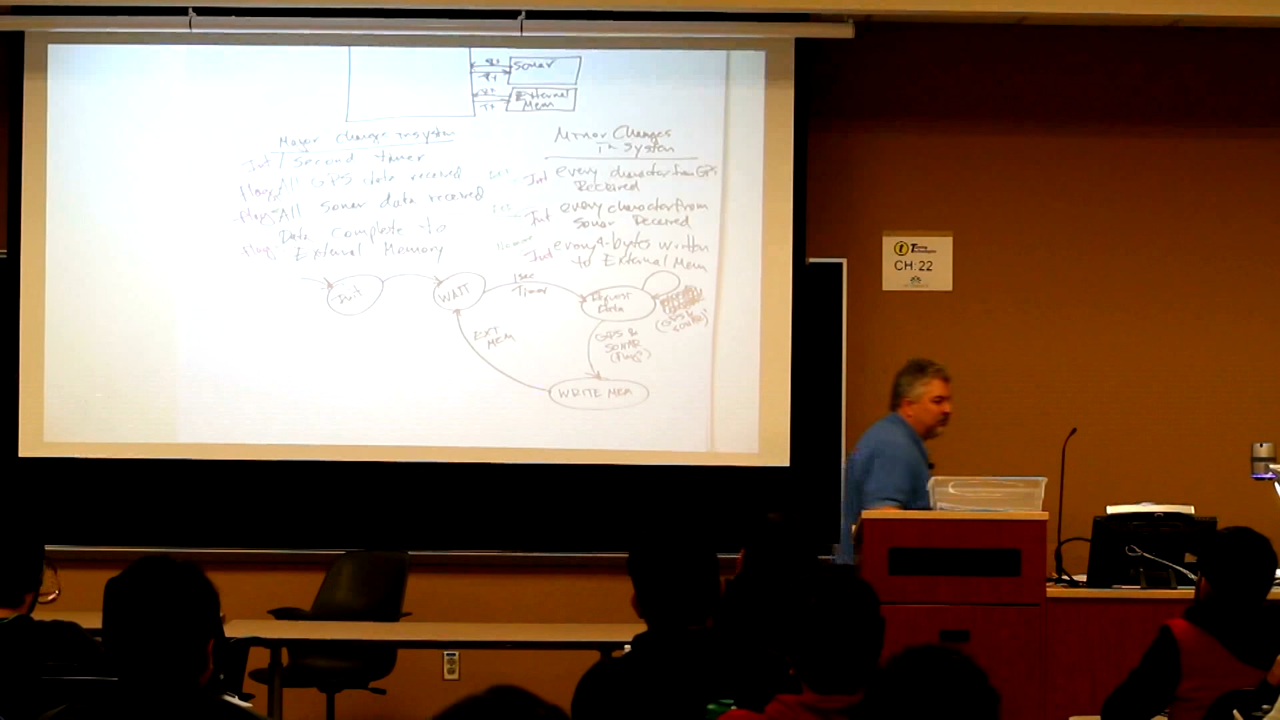 Sonar
External
Mem
Major change in system
Int 1 second timer
flag All GPS data received
flag All Sonar data received
Data complete to
flag External Memory
Minor Changes
In System
Int every character from GPS
Received
Int every character from
Sonar Received
Int every 4-bytes written
to External Mem
Init
WAIT
1sec
Timer
Request
Data
GPS &
SONAR
(flags)
EXT
MEM
WRITE MEM
CH: 22